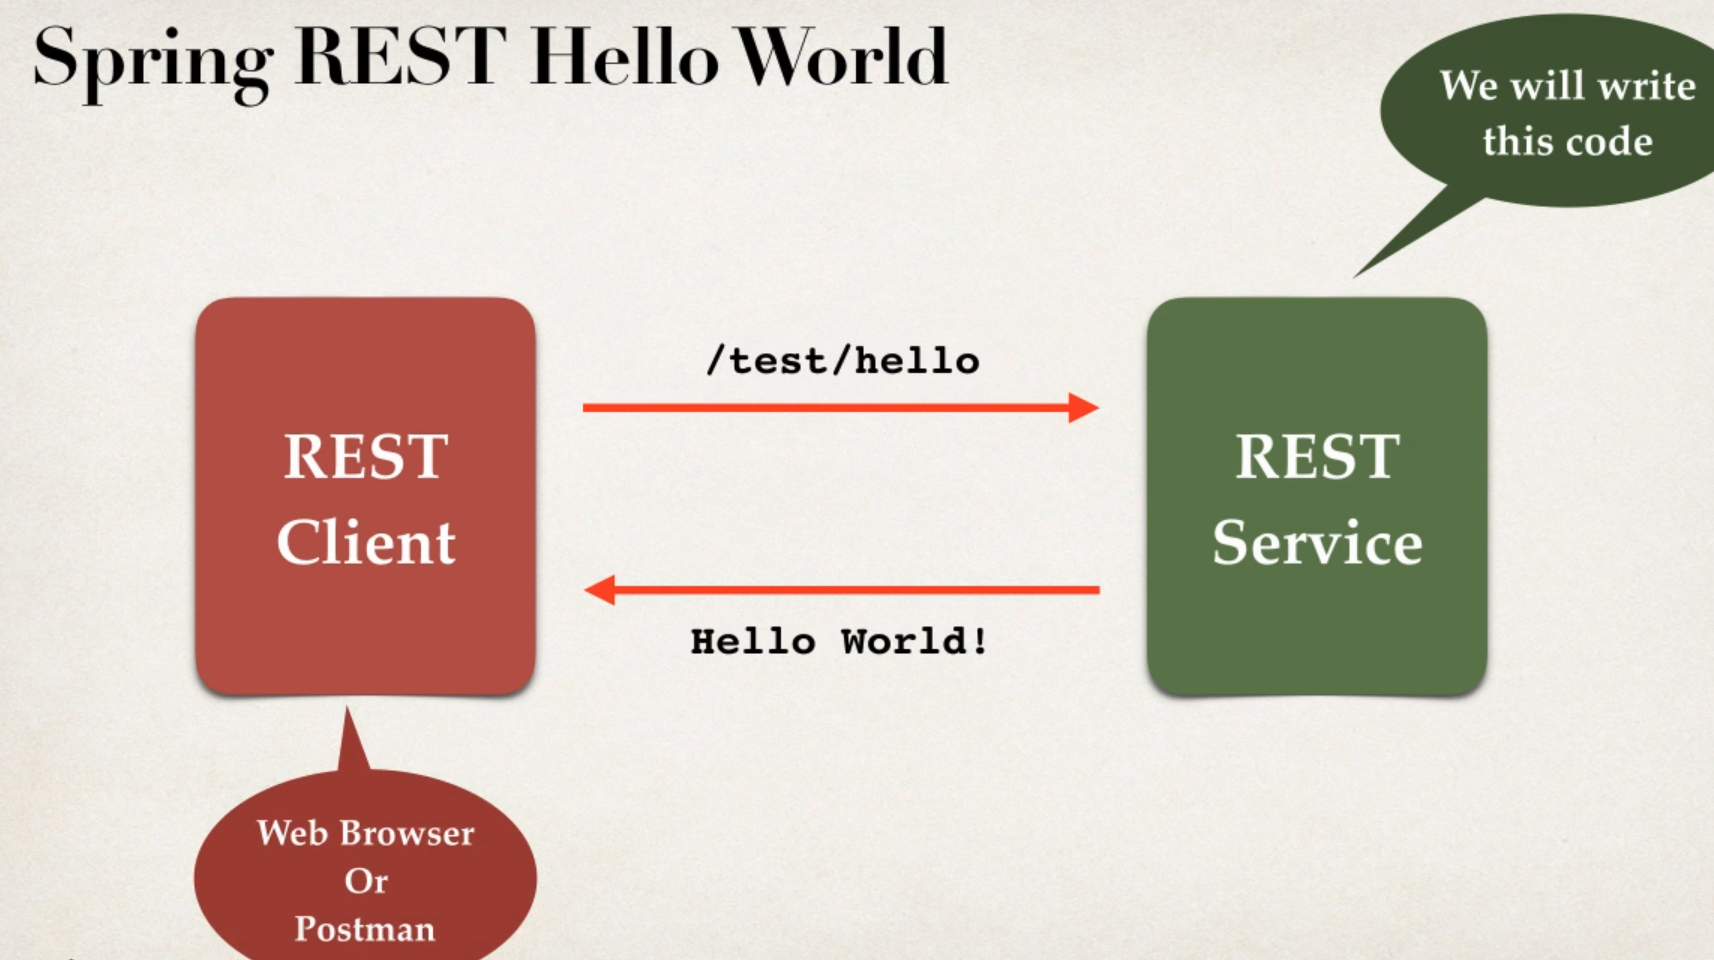 Spring REST Hello World
We will write
this code
/test/hello
REST
Client
REST
Service
Hello World!
Web Browser
Or
Postman